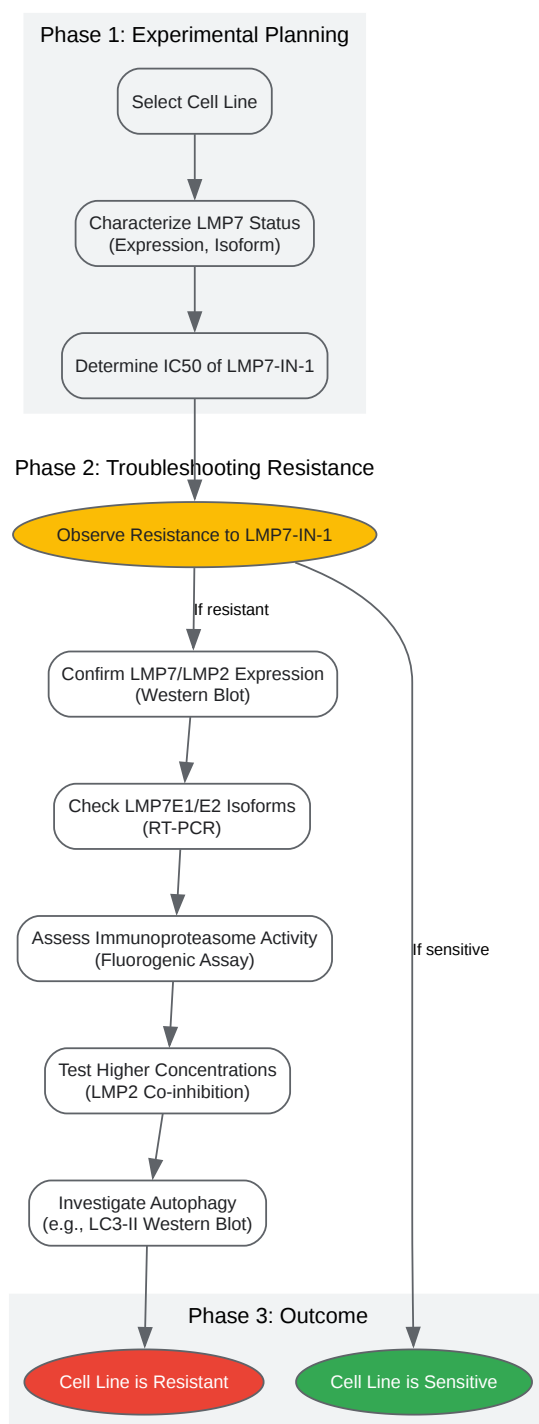 Phase 1: Experimental Planning
Select Cell Line
Characterize LMP7 Status
(Expression, Isoform)
Determine IC50 of LMP7-IN-1
Phase 2: Troubleshooting Resistance
Observe Resistance to LMP7-IN-1
If resistant
Confirm LMP7/LMP2 Expression
(Western Blot)
Check LMP7E1/E2 Isoforms
(RT-PCR)
Assess Immunoproteasome Activity
(Fluorogenic Assay)
If sensitive
Test Higher Concentrations
(LMP2 Co-inhibition)
Investigate Autophagy
(e.g., LC3-II Western Blot)
Phase 3: Outcome
Cell Line is Resistant
Cell Line is Sensitive